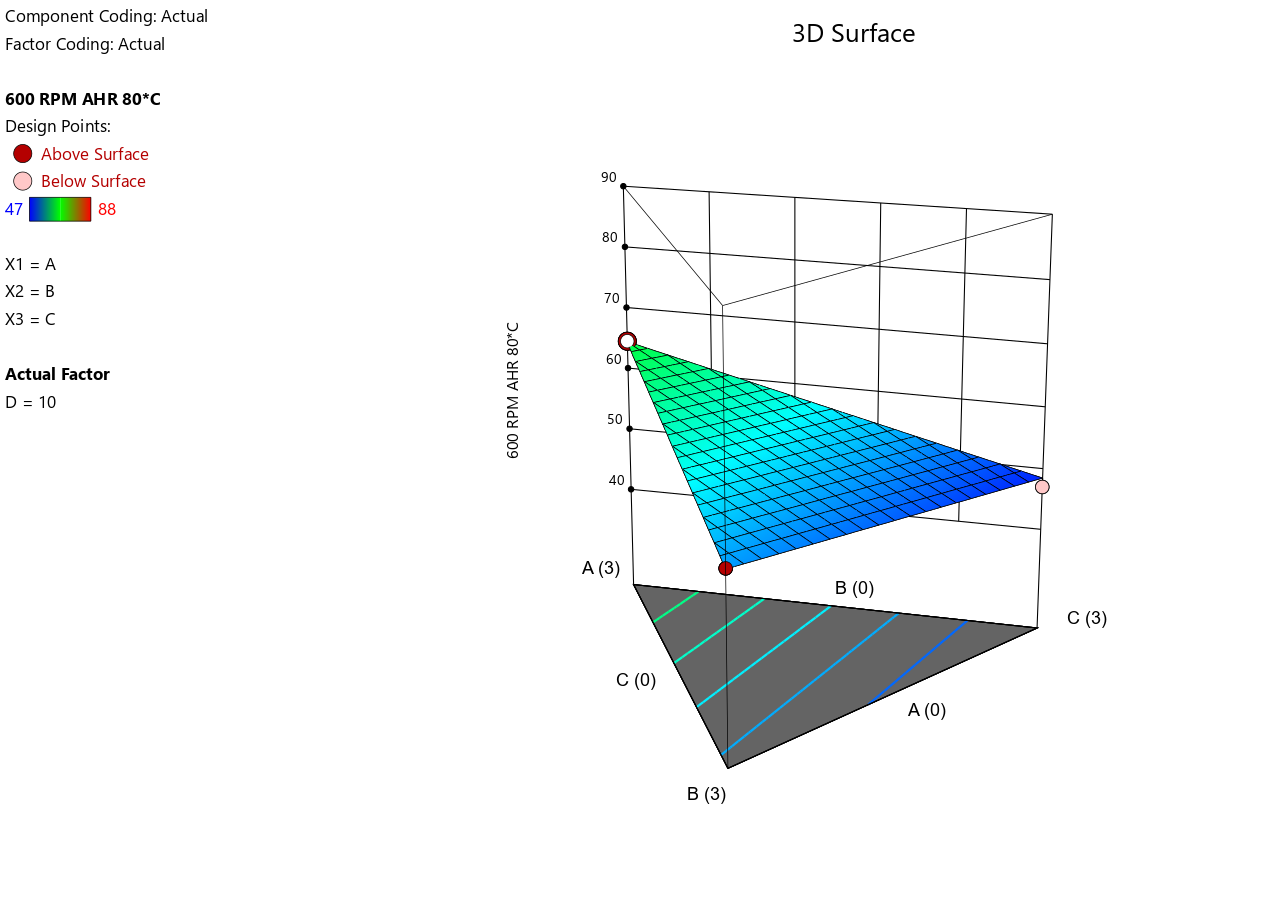 Component Coding: Actual
Factor Coding: Actual
3D Surface
600 RPM AHR 80*C
Design Points:
Above Surface
Below Surface
47 88
X1 = A
X2 = B
X3 = C
Actual Factor
D = 10
600 RPM AHR 80*C
90
80
70
60
50
40
A (3)
B (0)
C (3)
C (0)
A (0)
B (3)